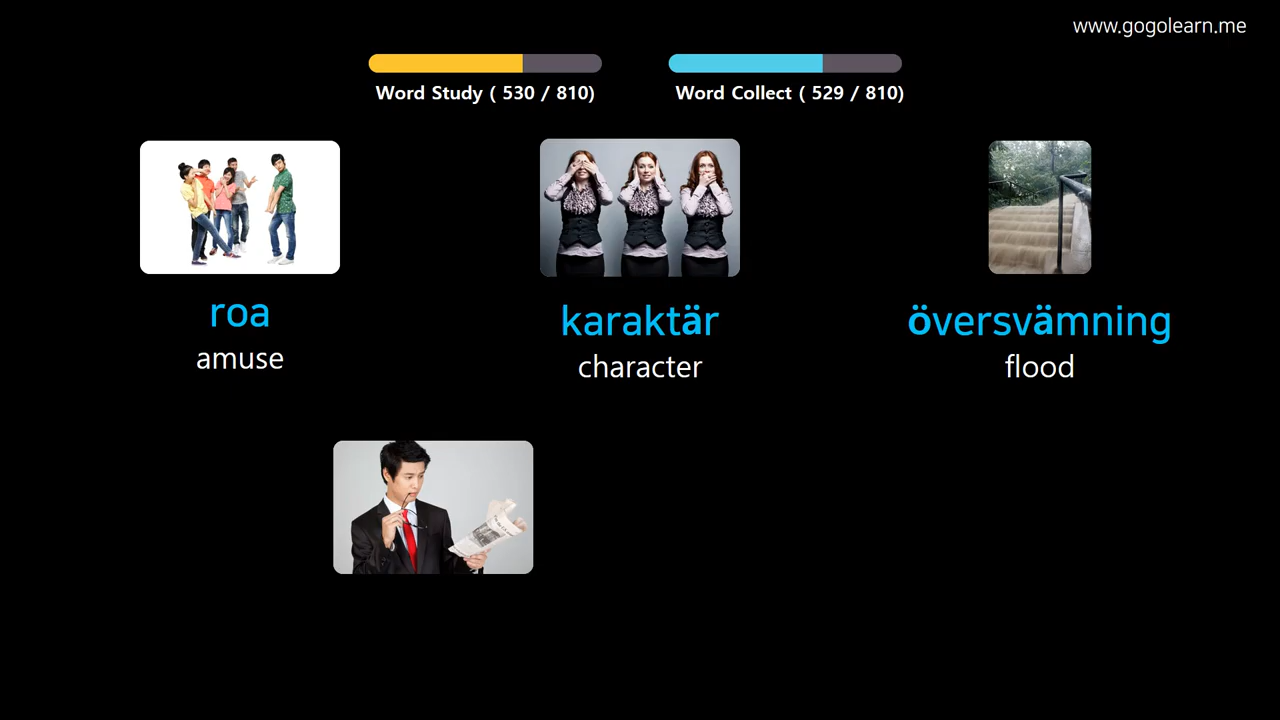 www.gogolearn.me
Word Study ( 530 / 810)
Word Collect ( 529 / 810)
roa
amuse
karaktär
character
översvämning
flood